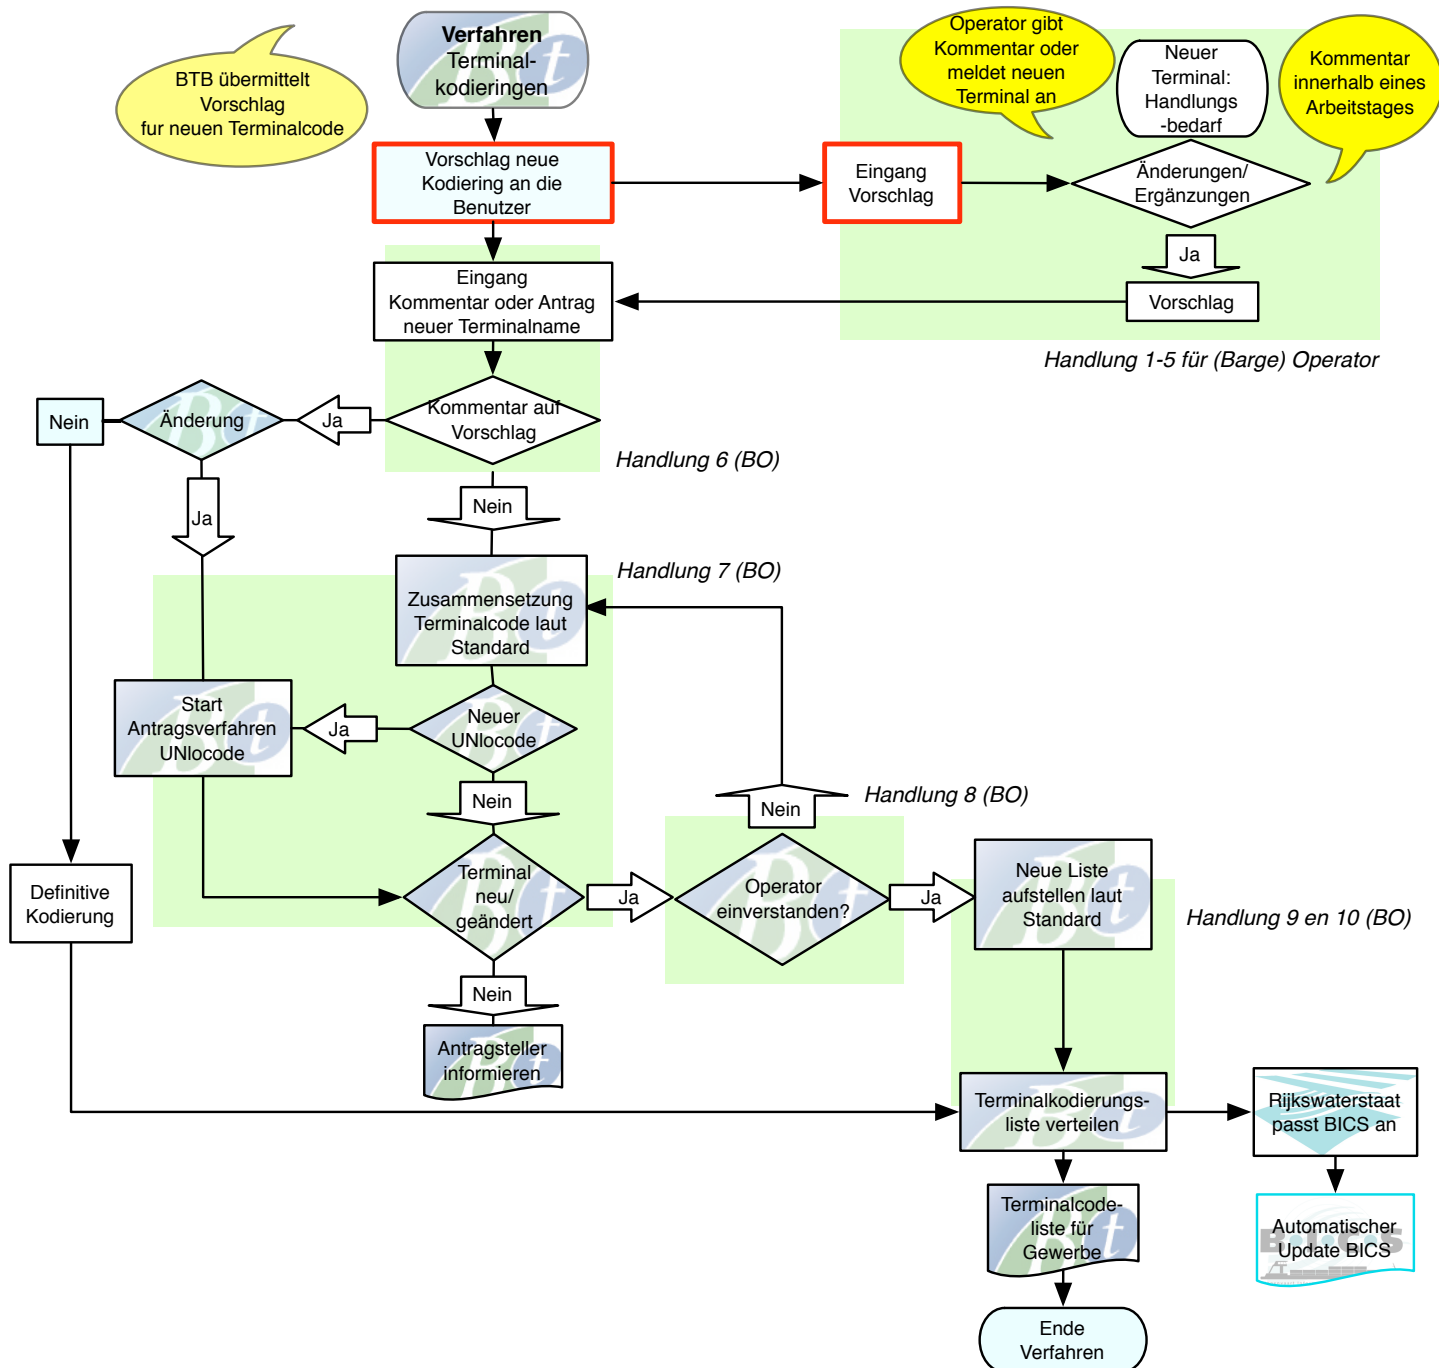 Verfahren
Terminal-
kodieringen
BTB übermittelt
Vorschlag
fur neuen Terminalcode
Operator gibt
Kommentar oder
meldet neuen
Terminal an
Neuer
Terminal:
Handlungs
-bedarf
Kommentar
innerhalb eines
Arbeitstages
Vorschlag neue
Kodiering an die
Benutzer
Eingang
Vorschlag
Änderungen/
Ergänzungen
Ja
Vorschlag
Eingang
Kommentar oder Antrag
neuer Terminalname
Handlung 1-5 für (Barge) Operator
Nein
Änderung
Ja
Kommentar auf
Vorschlag
Handlung 6 (BO)
Ja
Nein
Handlung 7 (BO)
Zusammensetzung
Terminalcode laut
Standard
Start
Antragsverfahren
UNlocode
Ja
Neuer
UNlocode
Nein
Nein
Handlung 8 (BO)
Definitive
Kodierung
Terminal
neu/
geändert
Ja
Operator
einverstanden?
Ja
Neue Liste
aufstellen laut
Standard
Handlung 9 en 10 (BO)
Nein
Antragsteller
informieren
Terminalkodierungs-
liste verteilen
Rijkswaterstaat
passt BICS an
Terminalcode-
liste für
Gewerbe
Automatischer
Update BICS
B·I·C·S
Ende
Verfahren